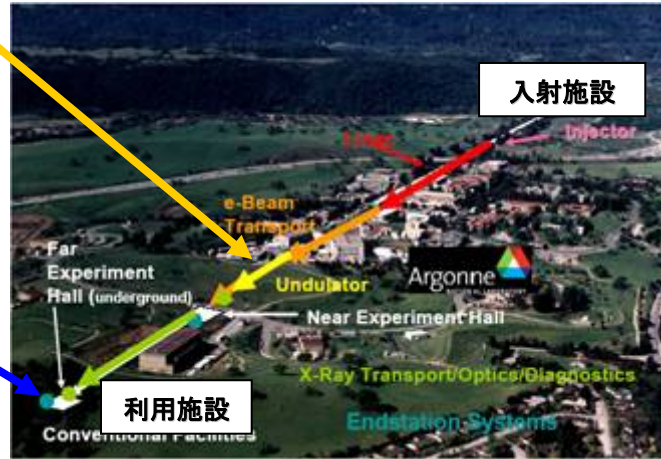 入射施設
Injector
Linac
e-Beam
Transport
Far
Experiment
Hall (underground)
Undulator
Argonne
Near Experiment Hall
X-Ray Transport/Optics/Diagnostics
利用施設
Endstation Systems
Conventional Facilities